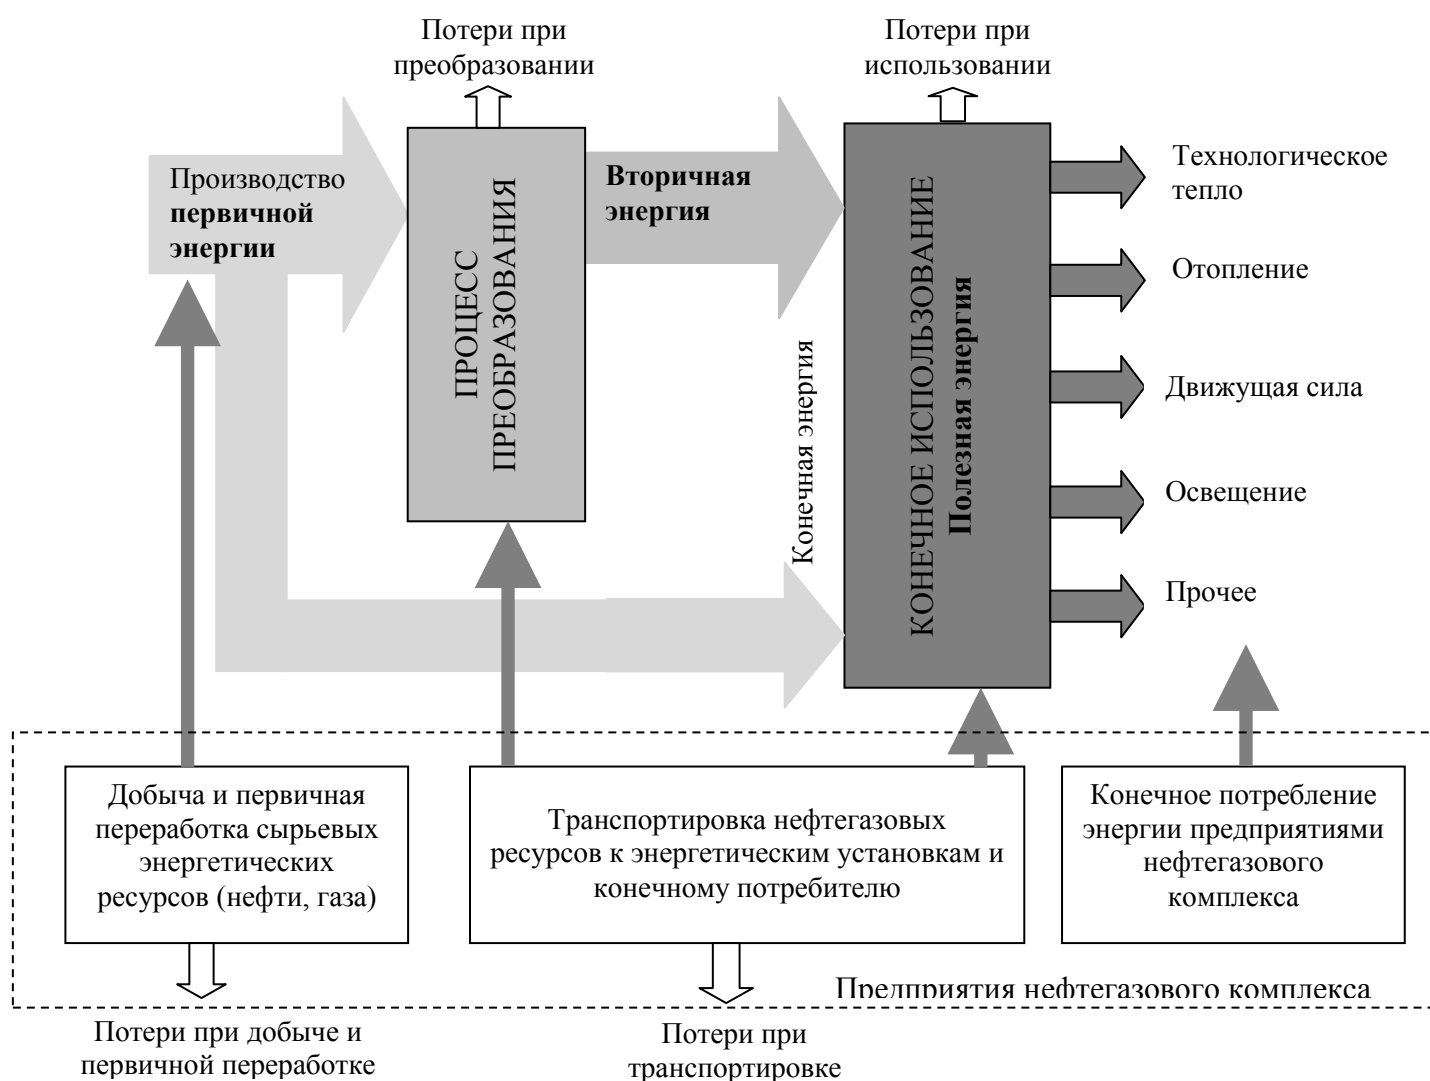 Потери при
преобразовании
Потери при
использовании
Производство
первичной
энергии
ПРОЦЕСС
ПРЕОБРАЗОВАНИЯ
Вторичная
энергия
Конечная энергия
КОНЕЧНОЕ ИСПОЛЬЗОВАНИЕ
Полезная энергия
Технологическое
тепло
Отопление
Движущая сила
Освещение
Прочее
Добыча и первичная
переработка сырьевых
энергетических
ресурсов (нефти, газа)
Транспортировка нефтегазовых
ресурсов к энергетическим установкам и
конечному потребителю
Конечное потребление
энергии предприятиями
нефтегазового
комплекса
Предприятия нефтегазового комплекса
Потери при добыче и
первичной переработке
Потери при
транспортировке